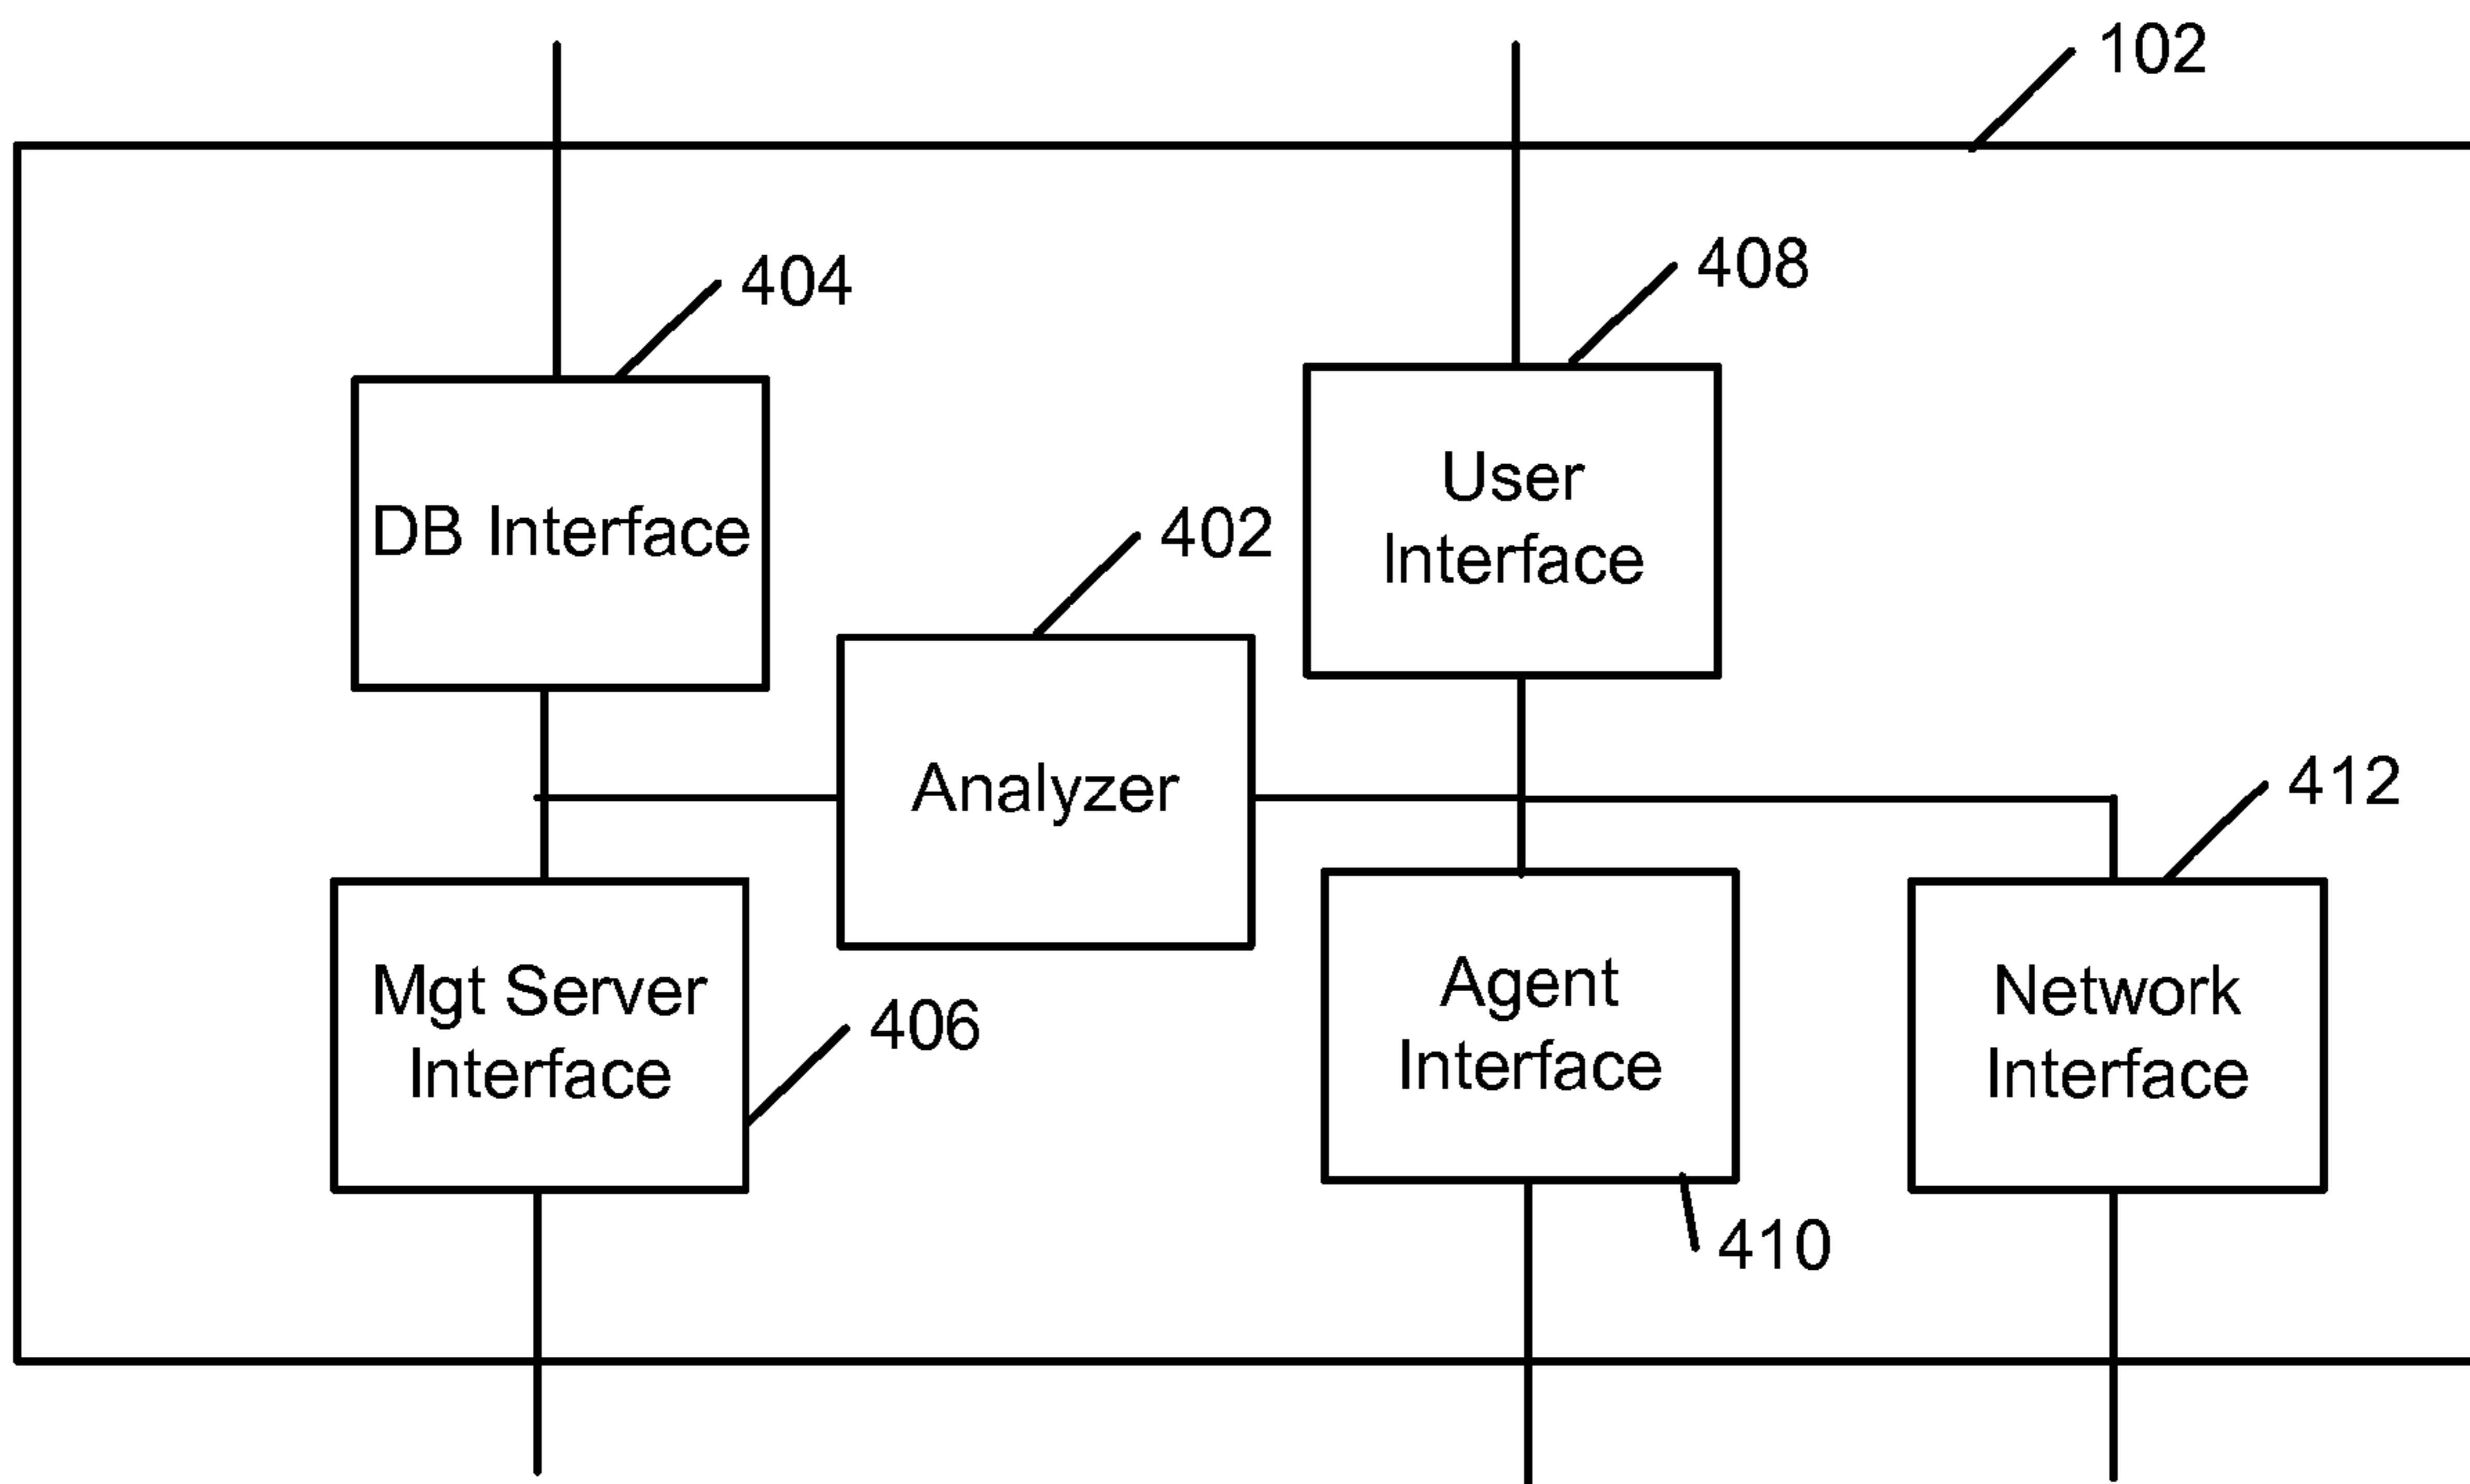 102
404
408
DB Interface
User
Interface
402
Analyzer
412
Mgt Server
Interface
406
Agent
Interface
Network
Interface
410